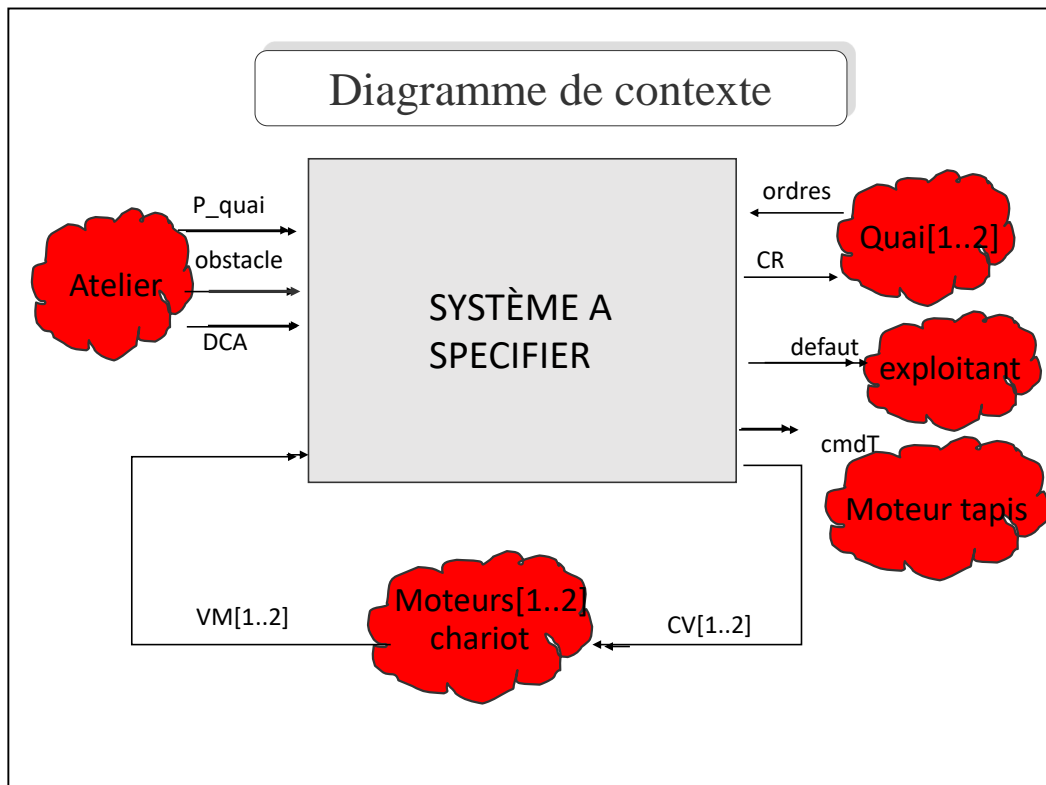 Diagramme de contexte
P_quai
obstacle
DCA
Atelier
SYSTÈME A
SPECIFIER
ordres
CR
Quai[1..2]
defaut
exploitant
cmdT
Moteur tapis
VM[1..2]
Moteurs[1..2]
chariot
CV[1..2]